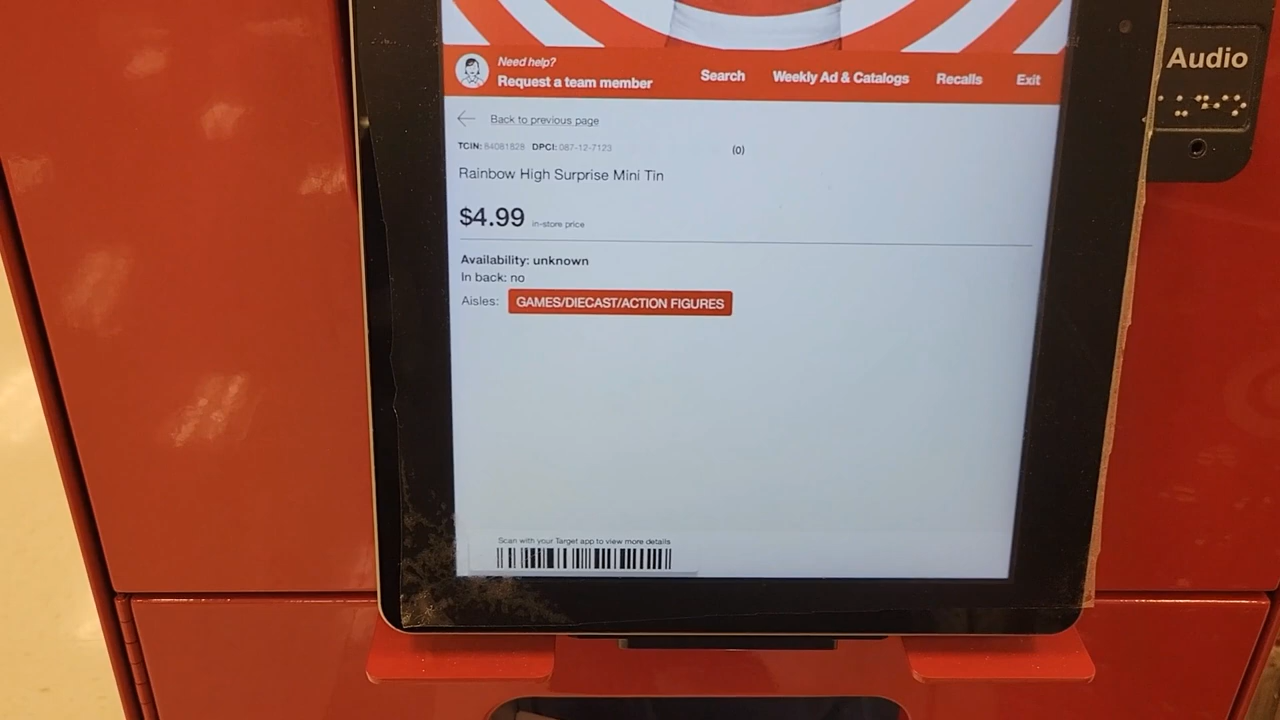 Need help?
Request a team member
Search
Weekly Ad & Catalogs
Recalls
Exit
Audio
Back to previous page
TCIN: 84081828 DPCI: 087-12-7123
(0)
Rainbow High Surprise Mini Tin
$4.99 in-store price
Availability: unknown
In back: no
Aisles: GAMES/DIECAST/ACTION FIGURES
Scan with your Target app to view more details